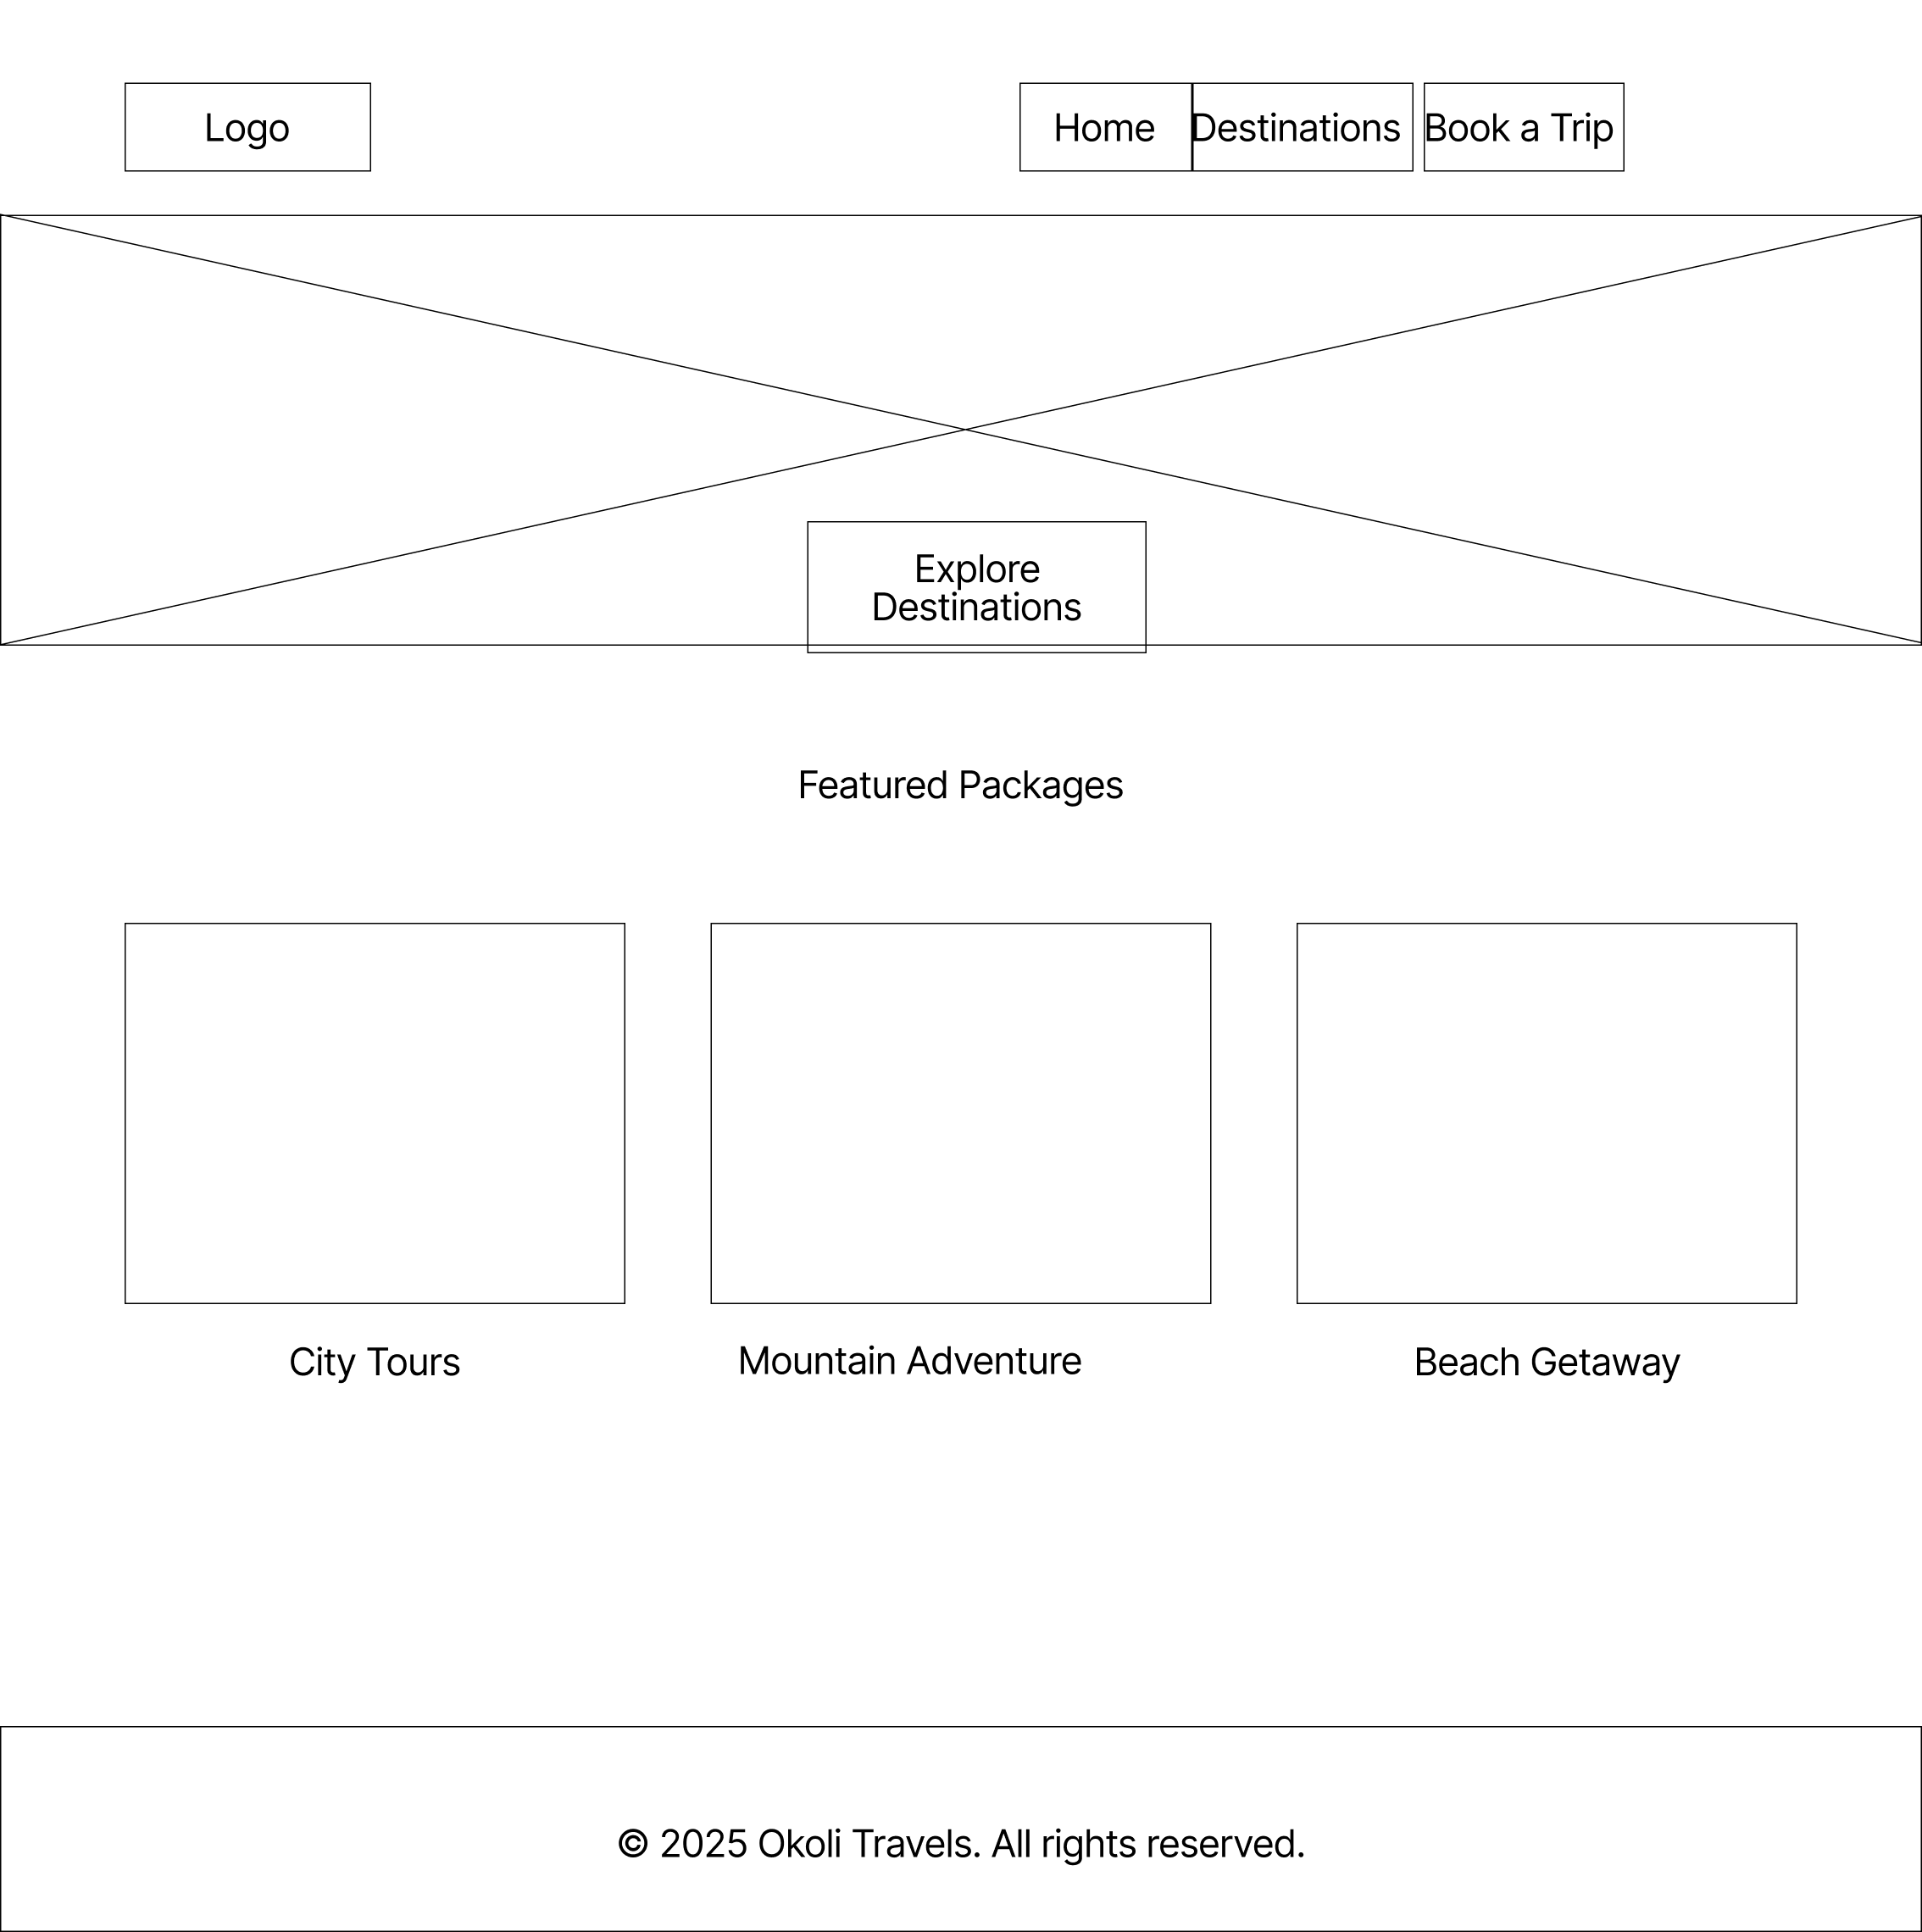 Logo
Home
Destinations
Book a Trip
Explore
Destinations
Featured Packages
City Tours
Mountain Adventure
Beach Getaway
© 2025 Okoli Travels. All rights reserved.